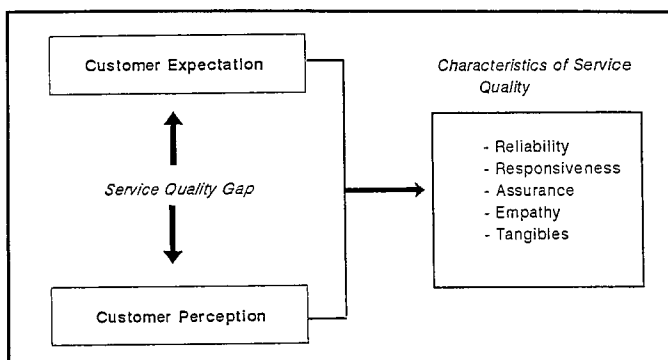 Customer Expectation
Service Quality Gap
Customer Perception
Characteristics of Service
Quality
- Reliability
- Responsiveness
- Assurance
- Empathy
- Tangibles